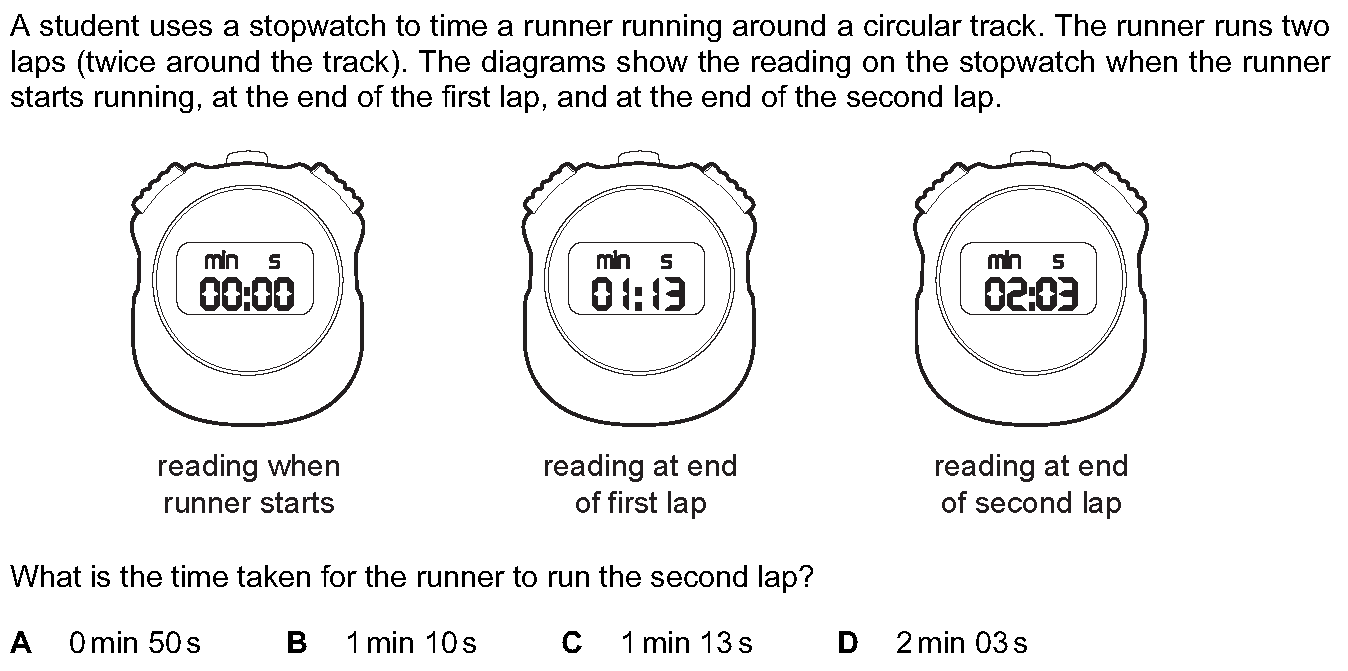 A student uses a stopwatch to time a runner running around a circular track. The runner runs two
laps (twice around the track). The diagrams show the reading on the stopwatch when the runner
starts running, at the end of the first lap, and at the end of the second lap.
min s
00:00
min s
01:13
min s
02:03
reading when
runner starts
reading at end
of first lap
reading at end
of second lap
What is the time taken for the runner to run the second lap?
A 0 min 50 s B 1 min 10 s C 1 min 13 s D 2 min 03 s